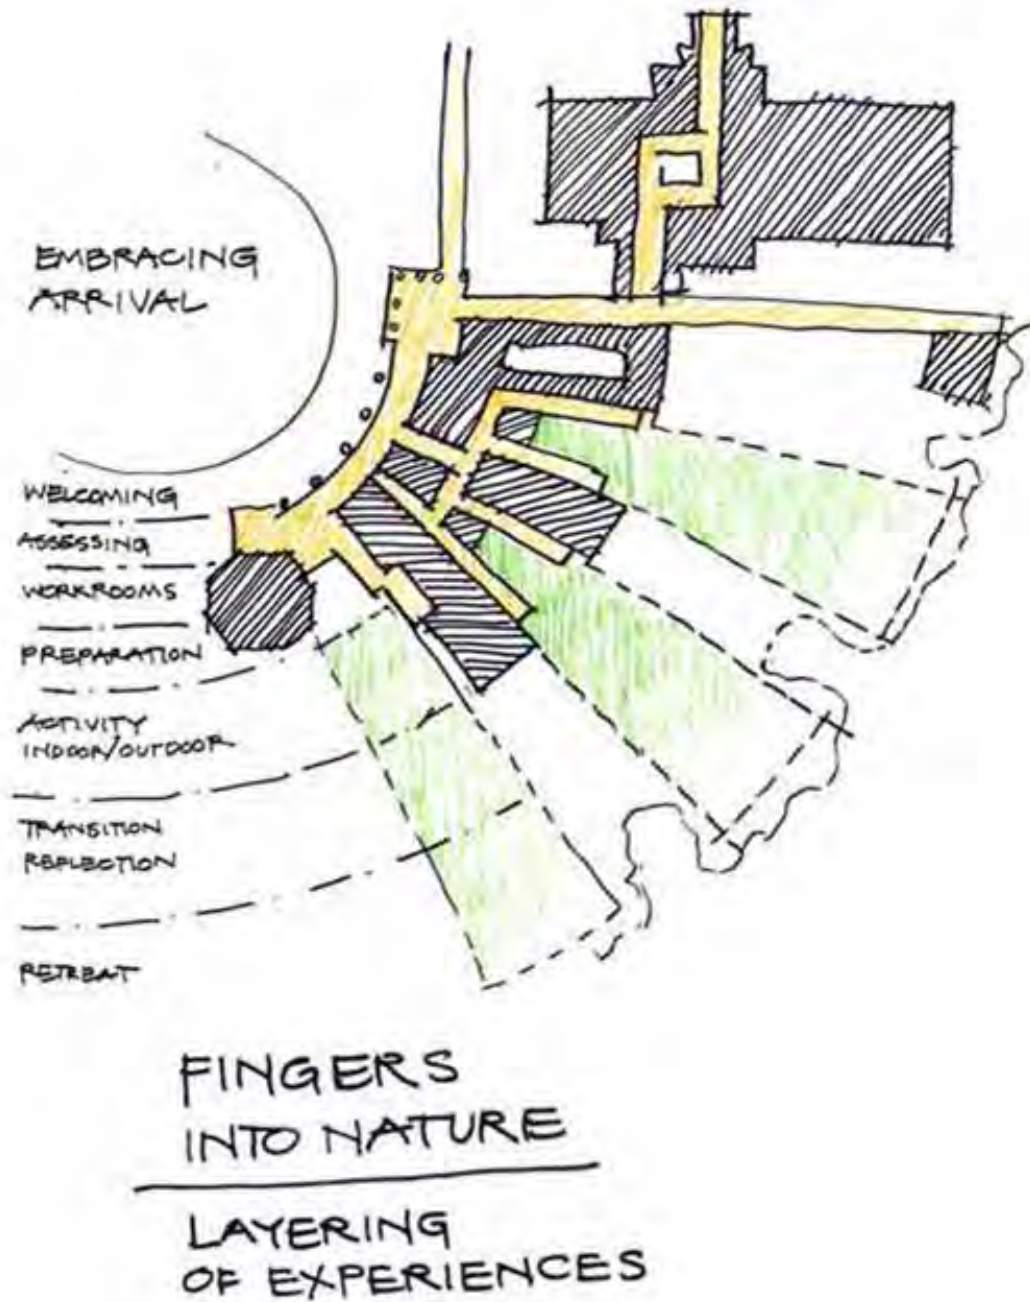 EMBRACING
ARRIVAL
WELCOMING
ASSESSING
WORKROOMS
PREPARATION
ACTIVITY
INDOOR/OUTDOOR
TRANSITION
REFLECTION
RETREAT
FINGERS
INTO NATURE
LAYERING
OF EXPERIENCES